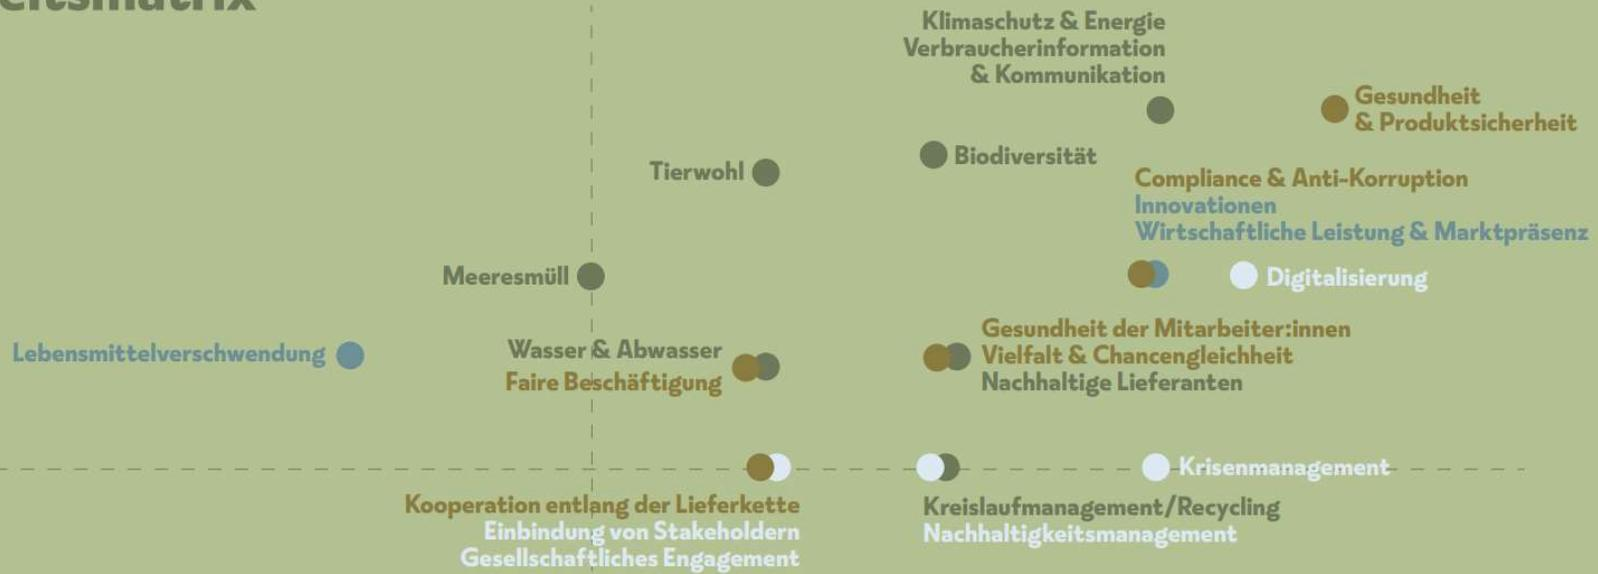 Klimaschutz & Energie
Verbraucherinformation
& Kommunikation
Gesundheit
& Produktsicherheit
Tierwohl
Biodiversität
Compliance & Anti-Korruption
Innovationen
Wirtschaftliche Leistung & Marktpräsenz
Meeresmüll
Digitalisierung
Lebensmittelverschwendung
Wasser & Abwasser
Faire Beschäftigung
Gesundheit der Mitarbeiter:innen
Vielfalt & Chancengleichheit
Nachhaltige Lieferanten
Krisenmanagement
Kooperation entlang der Lieferkette
Einbindung von Stakeholdern
Gesellschaftliches Engagement
Kreislaufmanagement/Recycling
Nachhaltigkeitsmanagement